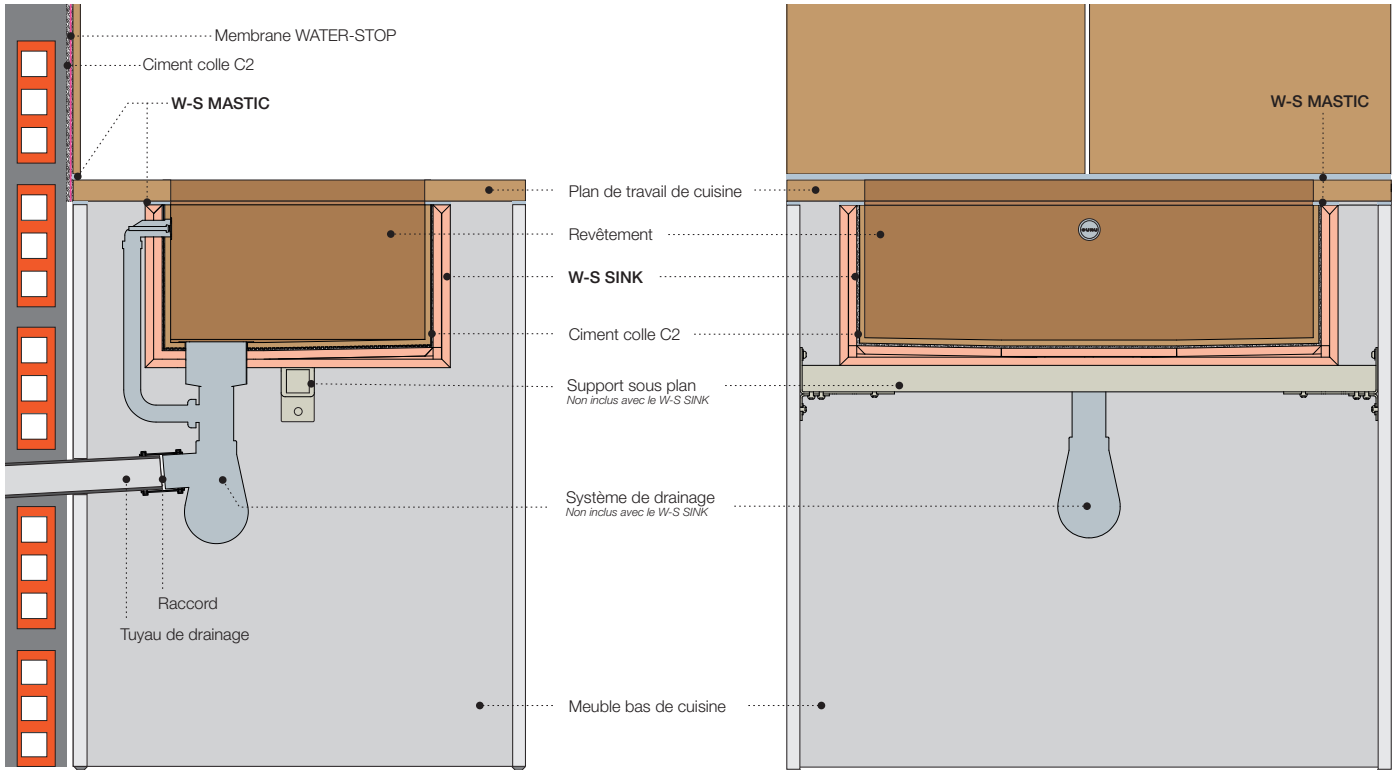 Membrane WATER-STOP
Ciment colle C2
W-S MASTIC
W-S MASTIC
Plan de travail de cuisine
Revêtement
W-S SINK
Ciment colle C2
Support sous plan
Non inclus avec le W-S SINK
Système de drainage
Non inclus avec le W-S SINK
Raccord
Tuyau de drainage
Meuble bas de cuisine